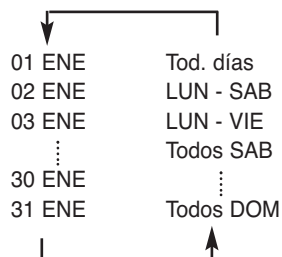 01 ENE Tod. días
02 ENE LUN - SAB
03 ENE LUN - VIE
Todos SAB
30 ENE
31 ENE Todos DOM